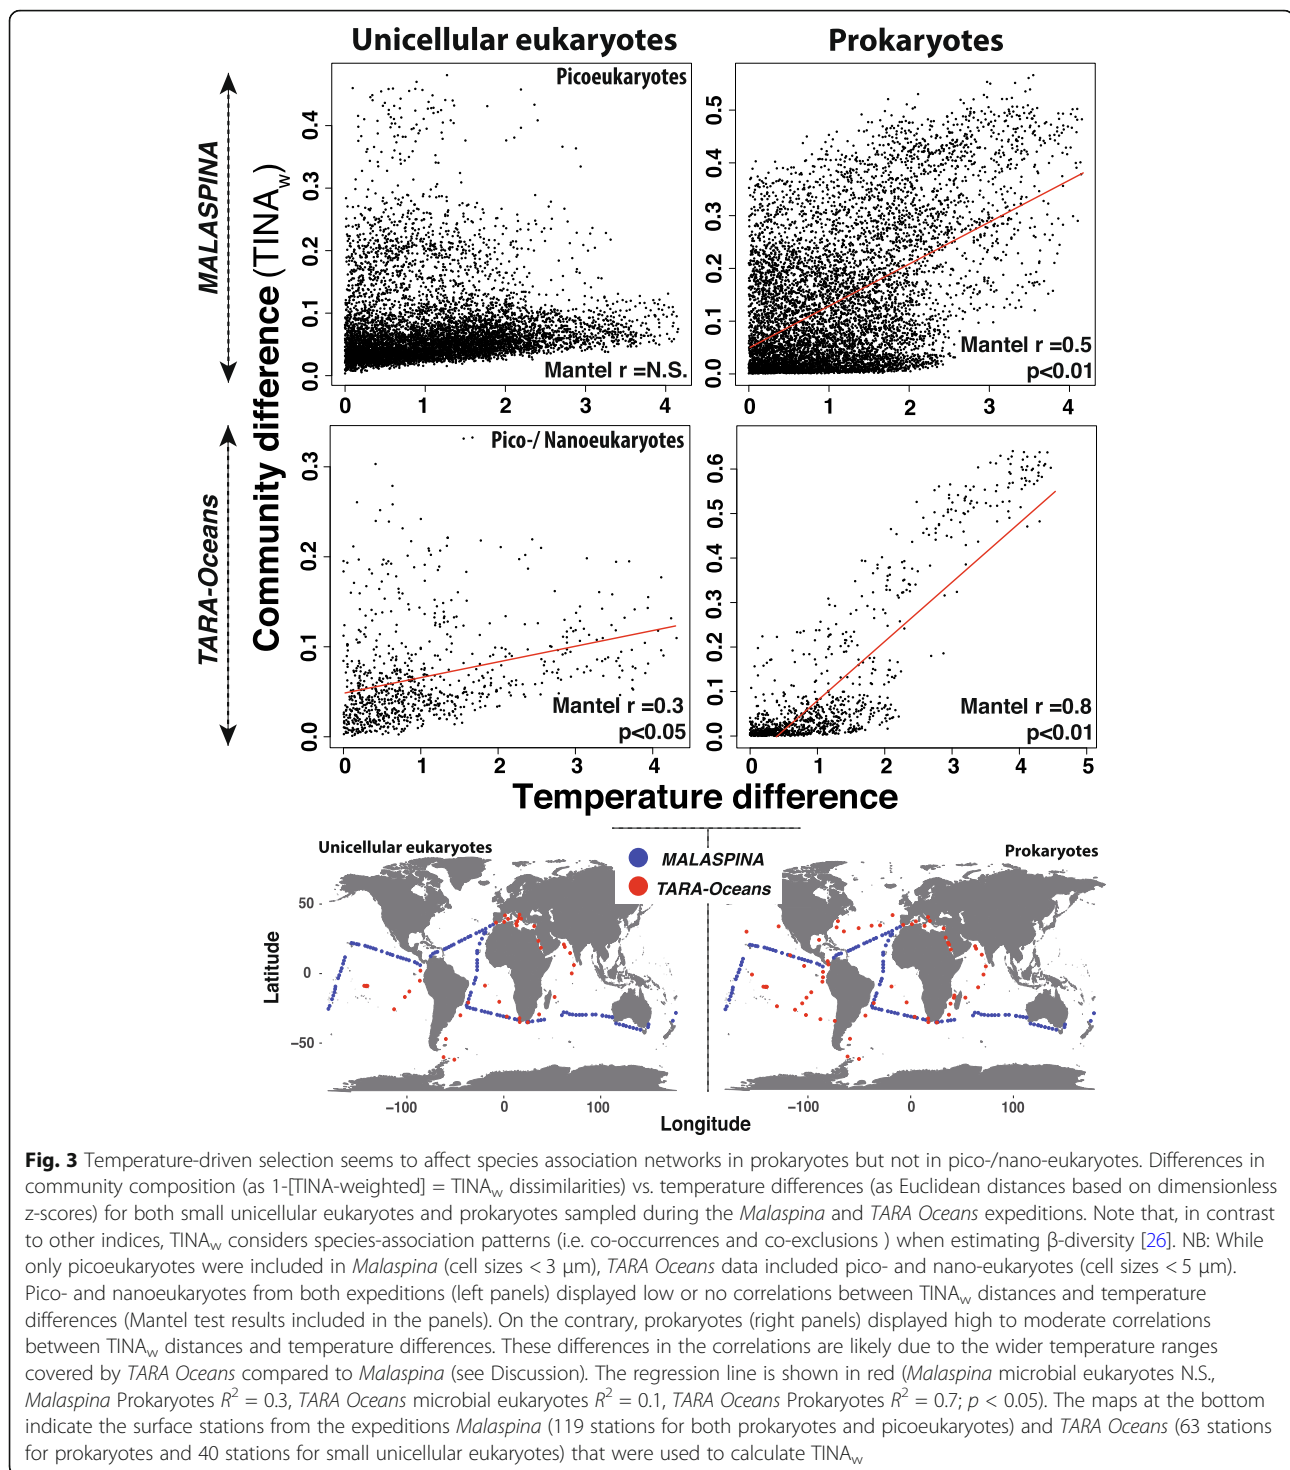 Unicellular eukaryotes
Prokaryotes
MALASPINA
TARA-Oceans
Community difference (TINAw)
Picoeukaryotes
0.4
0.3
0.2
0.1
0.0
Mantel r =N.S.
0 1 2 3 4
0.5
0.4
0.3
0.2
0.1
0.0
Mantel r =0.5
p<0.01
0 1 2 3 4
Pico-/ Nanoeukaryotes
0.3
0.2
0.1
0.0
Mantel r =0.3
p<0.05
0 1 2 3 4
0.6
0.5
0.4
0.3
0.2
0.1
0.0
Mantel r =0.8
p<0.01
0 1 2 3 4 5
Temperature difference
Unicellular eukaryotes
MALASPINA
TARA-Oceans
Prokaryotes
Latitude
50
0
−50
−100 0 100
−100 0 100
Longitude
Fig. 3 Temperature-driven selection seems to affect species association networks in prokaryotes but not in pico-/nano-eukaryotes. Differences in
community composition (as 1-[TINA-weighted] = TINAw dissimilarities) vs. temperature differences (as Euclidean distances based on dimensionless
z-scores) for both small unicellular eukaryotes and prokaryotes sampled during the Malaspina and TARA Oceans expeditions. Note that, in contrast
to other indices, TINAw considers species-association patterns (i.e. co-occurrences and co-exclusions ) when estimating β-diversity [26]. NB: While
only picoeukaryotes were included in Malaspina (cell sizes < 3 μm), TARA Oceans data included pico- and nano-eukaryotes (cell sizes < 5 μm).
Pico- and nanoeukaryotes from both expeditions (left panels) displayed low or no correlations between TINAw distances and temperature
differences (Mantel test results included in the panels). On the contrary, prokaryotes (right panels) displayed high to moderate correlations
between TINAw distances and temperature differences. These differences in the correlations are likely due to the wider temperature ranges
covered by TARA Oceans compared to Malaspina (see Discussion). The regression line is shown in red (Malaspina microbial eukaryotes N.S.,
Malaspina Prokaryotes R² = 0.3, TARA Oceans microbial eukaryotes R² = 0.1, TARA Oceans Prokaryotes R² = 0.7; p < 0.05). The maps at the bottom
indicate the surface stations from the expeditions Malaspina (119 stations for both prokaryotes and picoeukaryotes) and TARA Oceans (63 stations
for prokaryotes and 40 stations for small unicellular eukaryotes) that were used to calculate TINAw